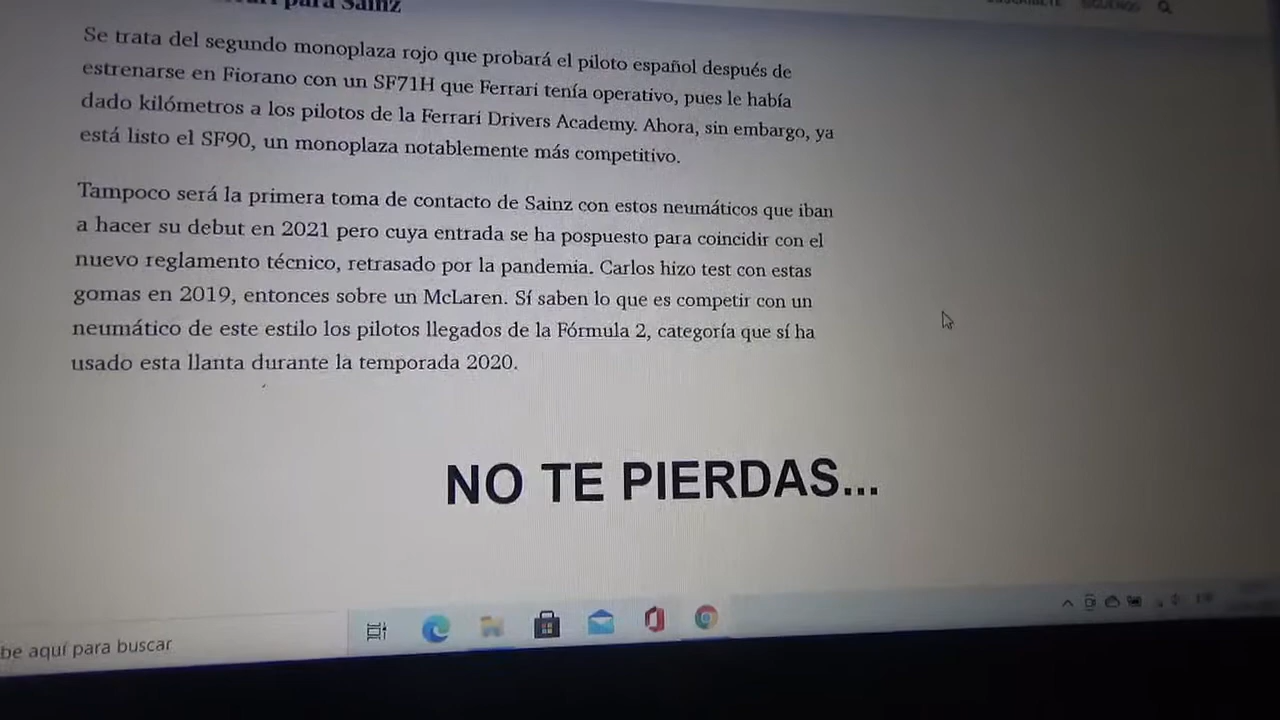 para Sainz
SÍGUENOS
Se trata del segundo monoplaza rojo que probará el piloto español después de
estrenarse en Fiorano con un SF71H que Ferrari tenía operativo, pues le había
dado kilómetros a los pilotos de la Ferrari Drivers Academy. Ahora, sin embargo, ya
está listo el SF90, un monoplaza notablemente más competitivo.
Tampoco será la primera toma de contacto de Sainz con estos neumáticos que iban
a hacer su debut en 2021 pero cuya entrada se ha pospuesto para coincidir con el
nuevo reglamento técnico, retrasado por la pandemia. Carlos hizo test con estas
gomas en 2019, entonces sobre un McLaren. Sí saben lo que es competir con un
neumático de este estilo los pilotos llegados de la Fórmula 2, categoría que sí ha
usado esta llanta durante la temporada 2020.
NO TE PIERDAS...
be aquí para buscar